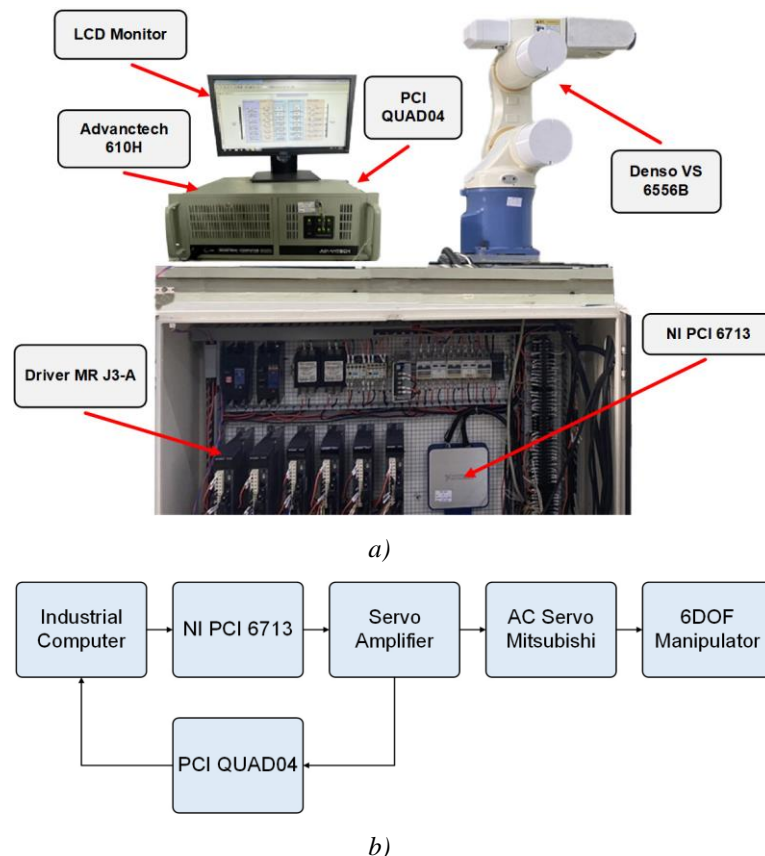 LCD Monitor
PCI
QUAD04
Advanctech
610H
Denso VS
6556B
NI PCI 6713
Driver MR J3-A
a)
Industrial
Computer
NI PCI 6713
Servo
Amplifier
AC Servo
Mitsubishi
6DOF
Manipulator
PCI QUAD04
b)